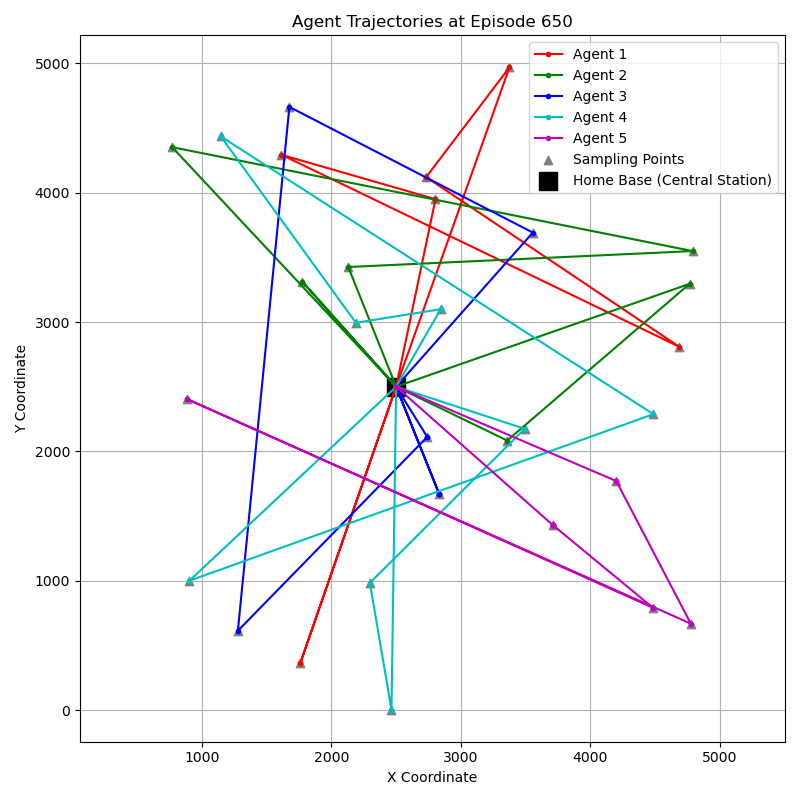 Agent Trajectories at Episode 650
Agent 1
Agent 2
Agent 3
Agent 4
Agent 5
Sampling Points
Home Base (Central Station)
5000
4000
3000
2000
1000
0
Y Coordinate
1000 2000 3000 4000 5000
X Coordinate